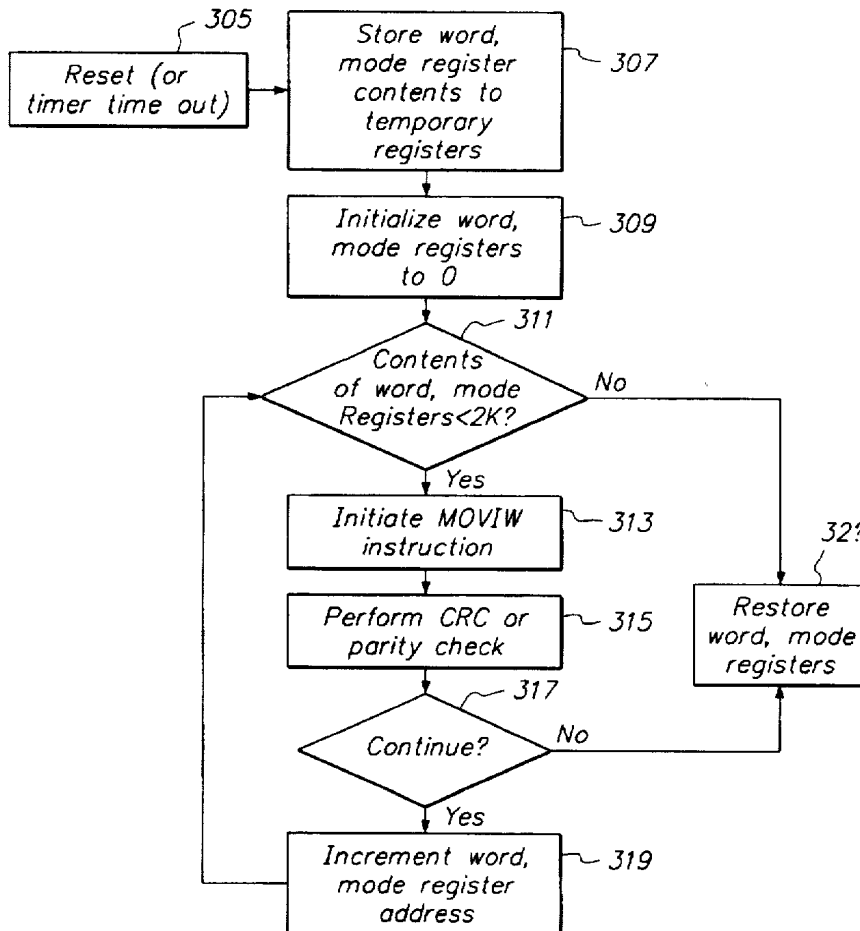 305
Reset (or
timer time out)
Store word,
mode register
contents to
temporary
registers
307
Initialize word,
mode registers
to 0
309
311
Contents
of word, mode
Registers<2K?
No
Yes
Initiate MOVIW
instruction
313
Perform CRC or
parity check
315
32?
Restore
word, mode
registers
317
Continue?
No
Yes
Increment word,
mode register
address
319